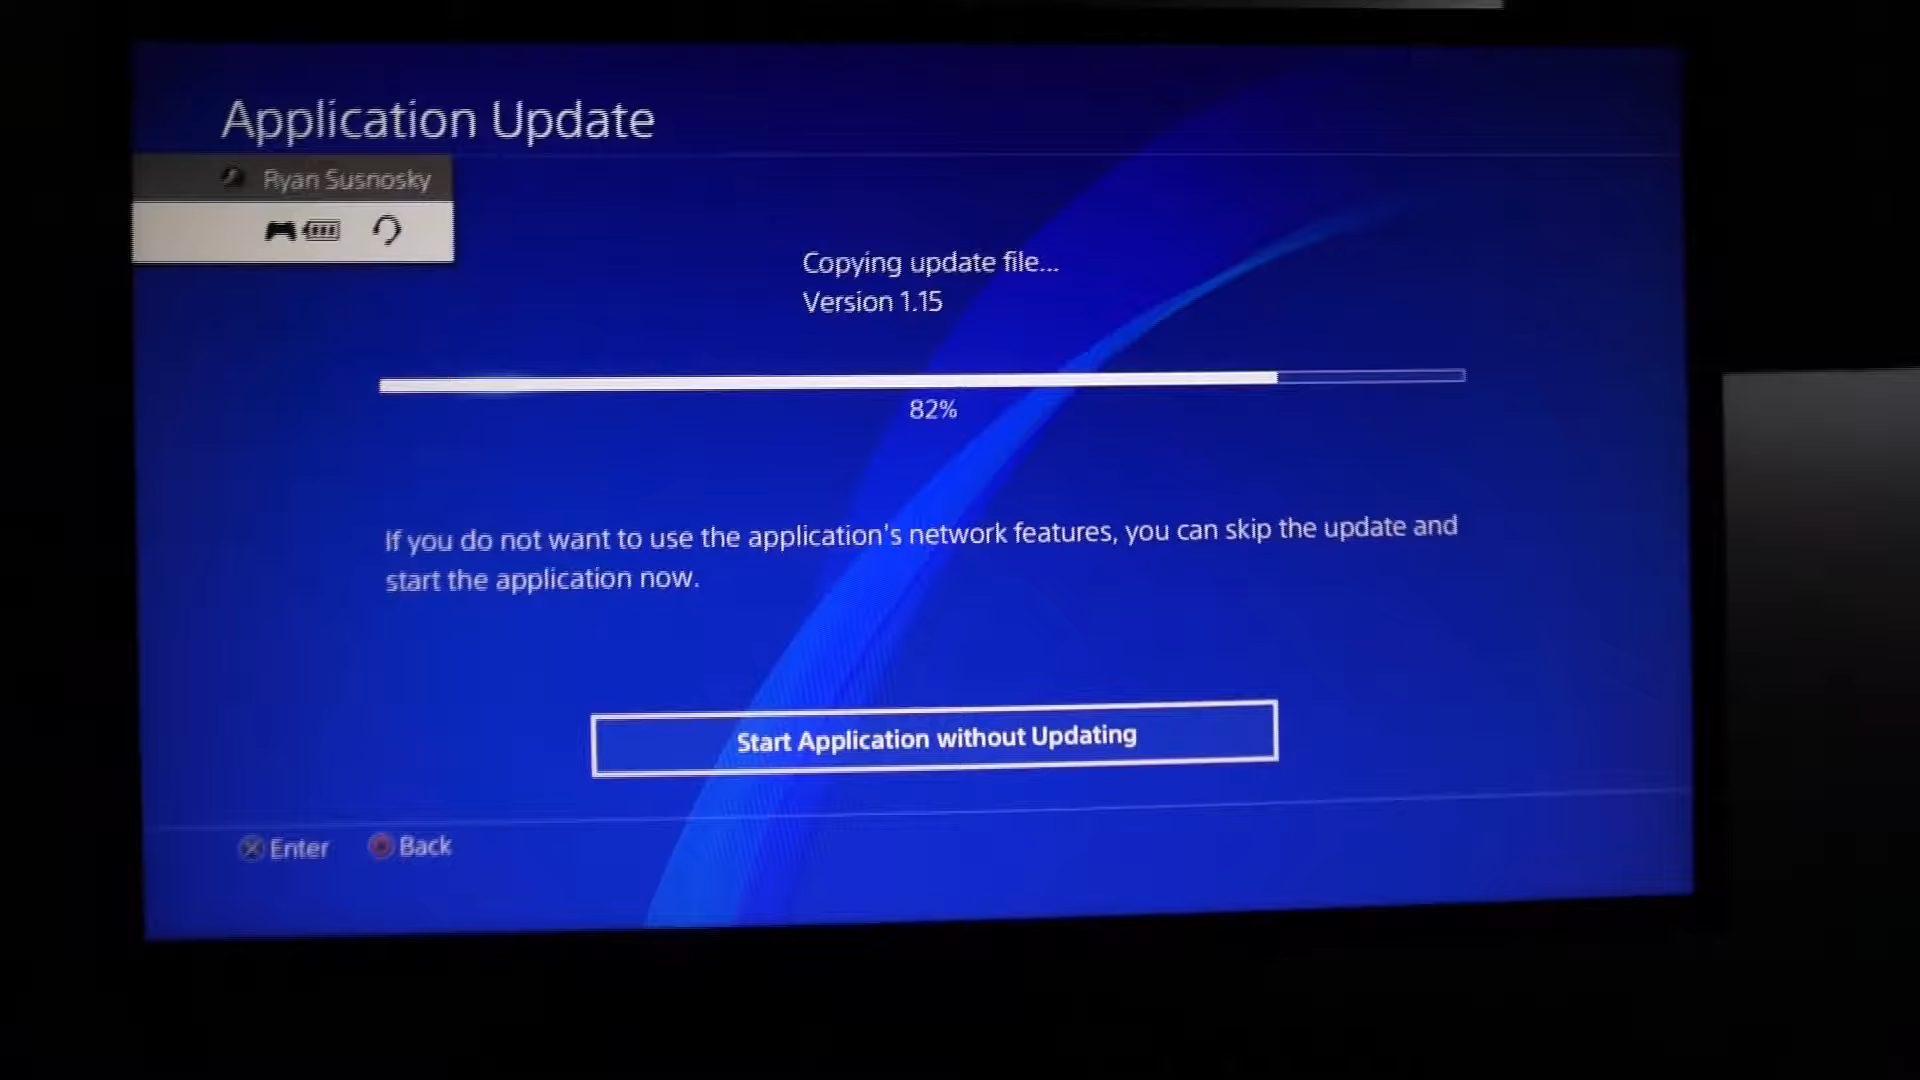 Application Update
Ryan Susnosky
Copying update file...
Version 1.15
82%
If you do not want to use the application's network features, you can skip the update and
start the application now.
Start Application without Updating
Enter Back